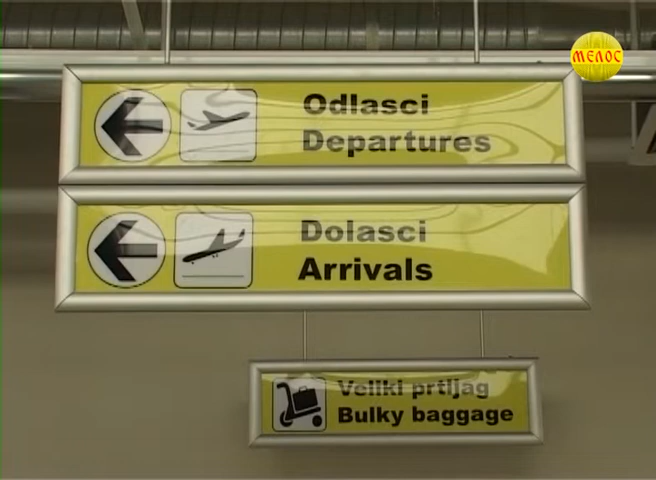 МЕЛОС
Odlasci
Departures
Dolasci
Arrivals
Veliki prtljag
Bulky baggage